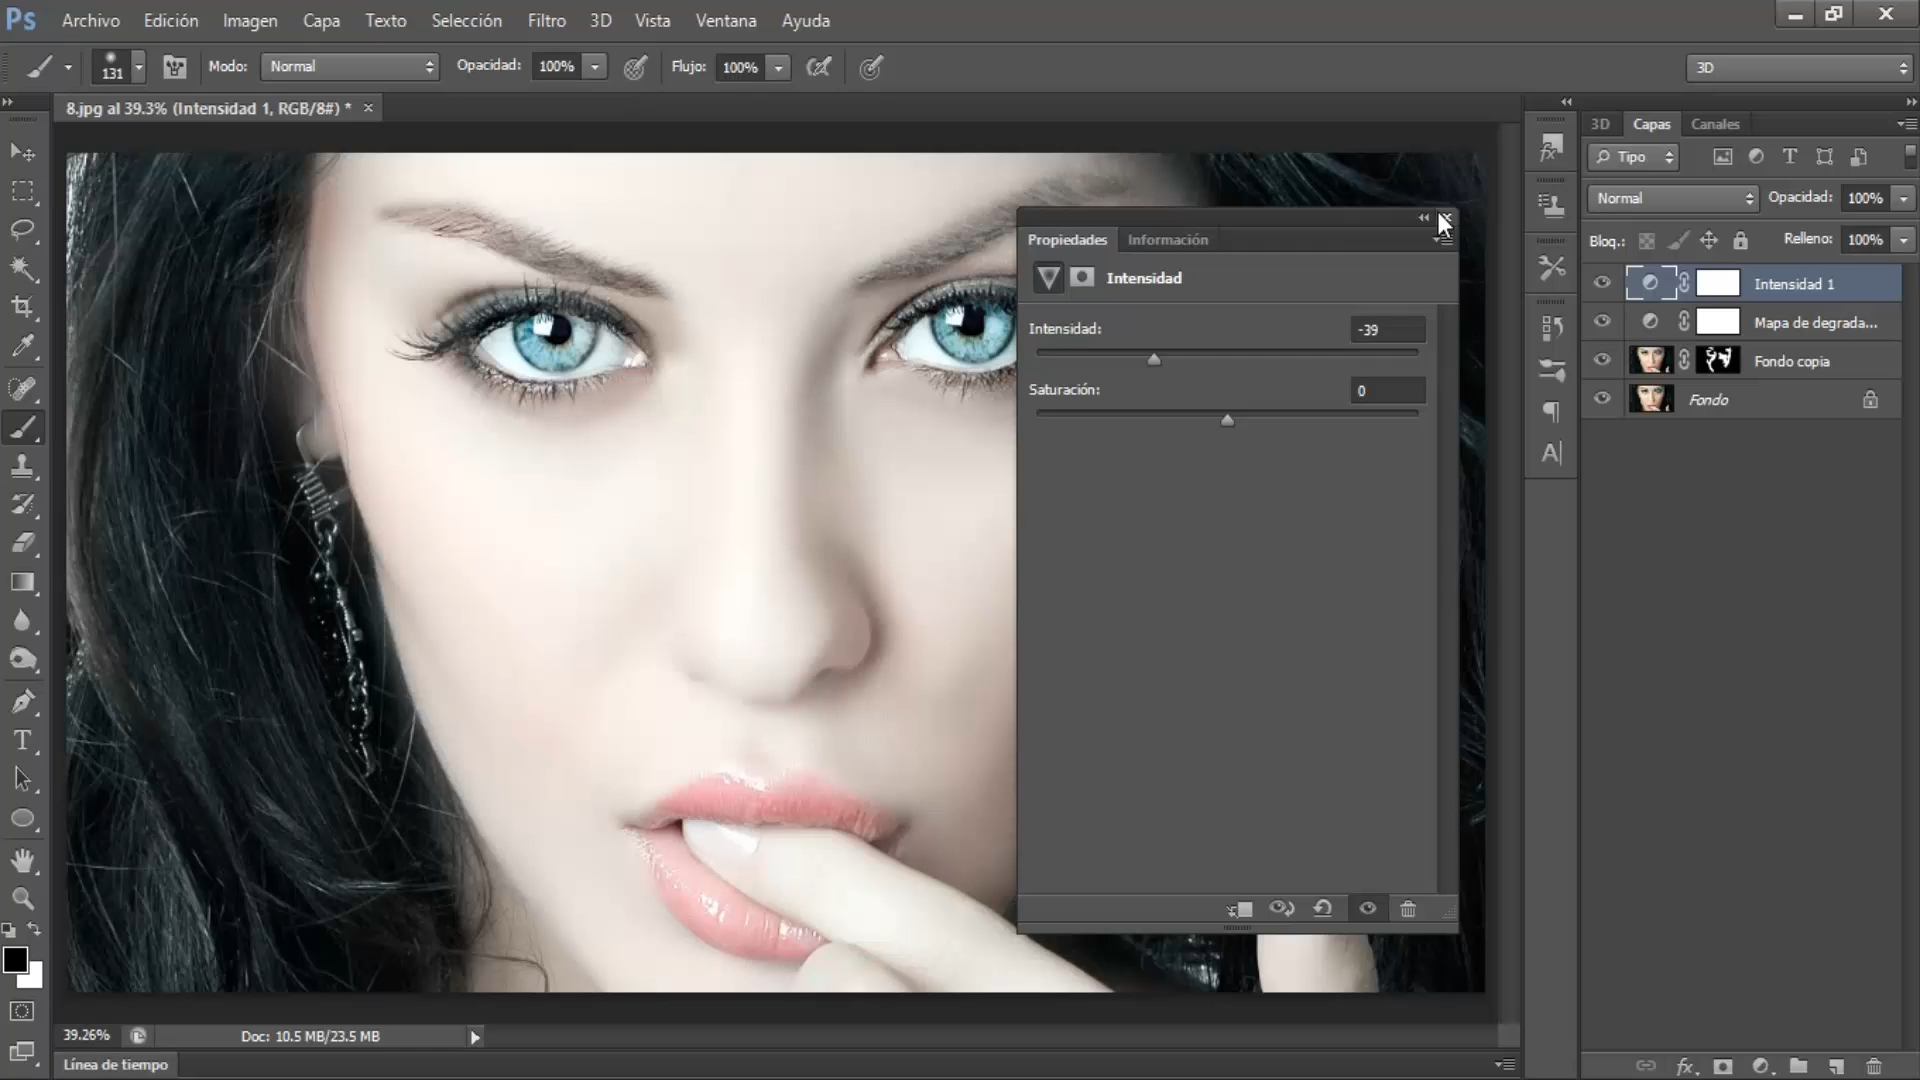 Ps Archivo Edición Imagen Capa Texto Selección Filtro 3D Vista Ventana Ayuda
131 Modo: Normal Opacidad: 100% Flujo: 100% 3D
8.jpg al 39.3% (Intensidad 1, RGB/8#) * ×
3D Capas Canales
Tipo
Normal Opacidad: 100%
Bloq.: Relleno: 100%
Intensidad 1
Mapa de degrada...
Fondo copia
Fondo
Propiedades Información
Intensidad
Intensidad: -39
Saturación: 0
39.26% Doc: 10.5 MB/23.5 MB
Línea de tiempo